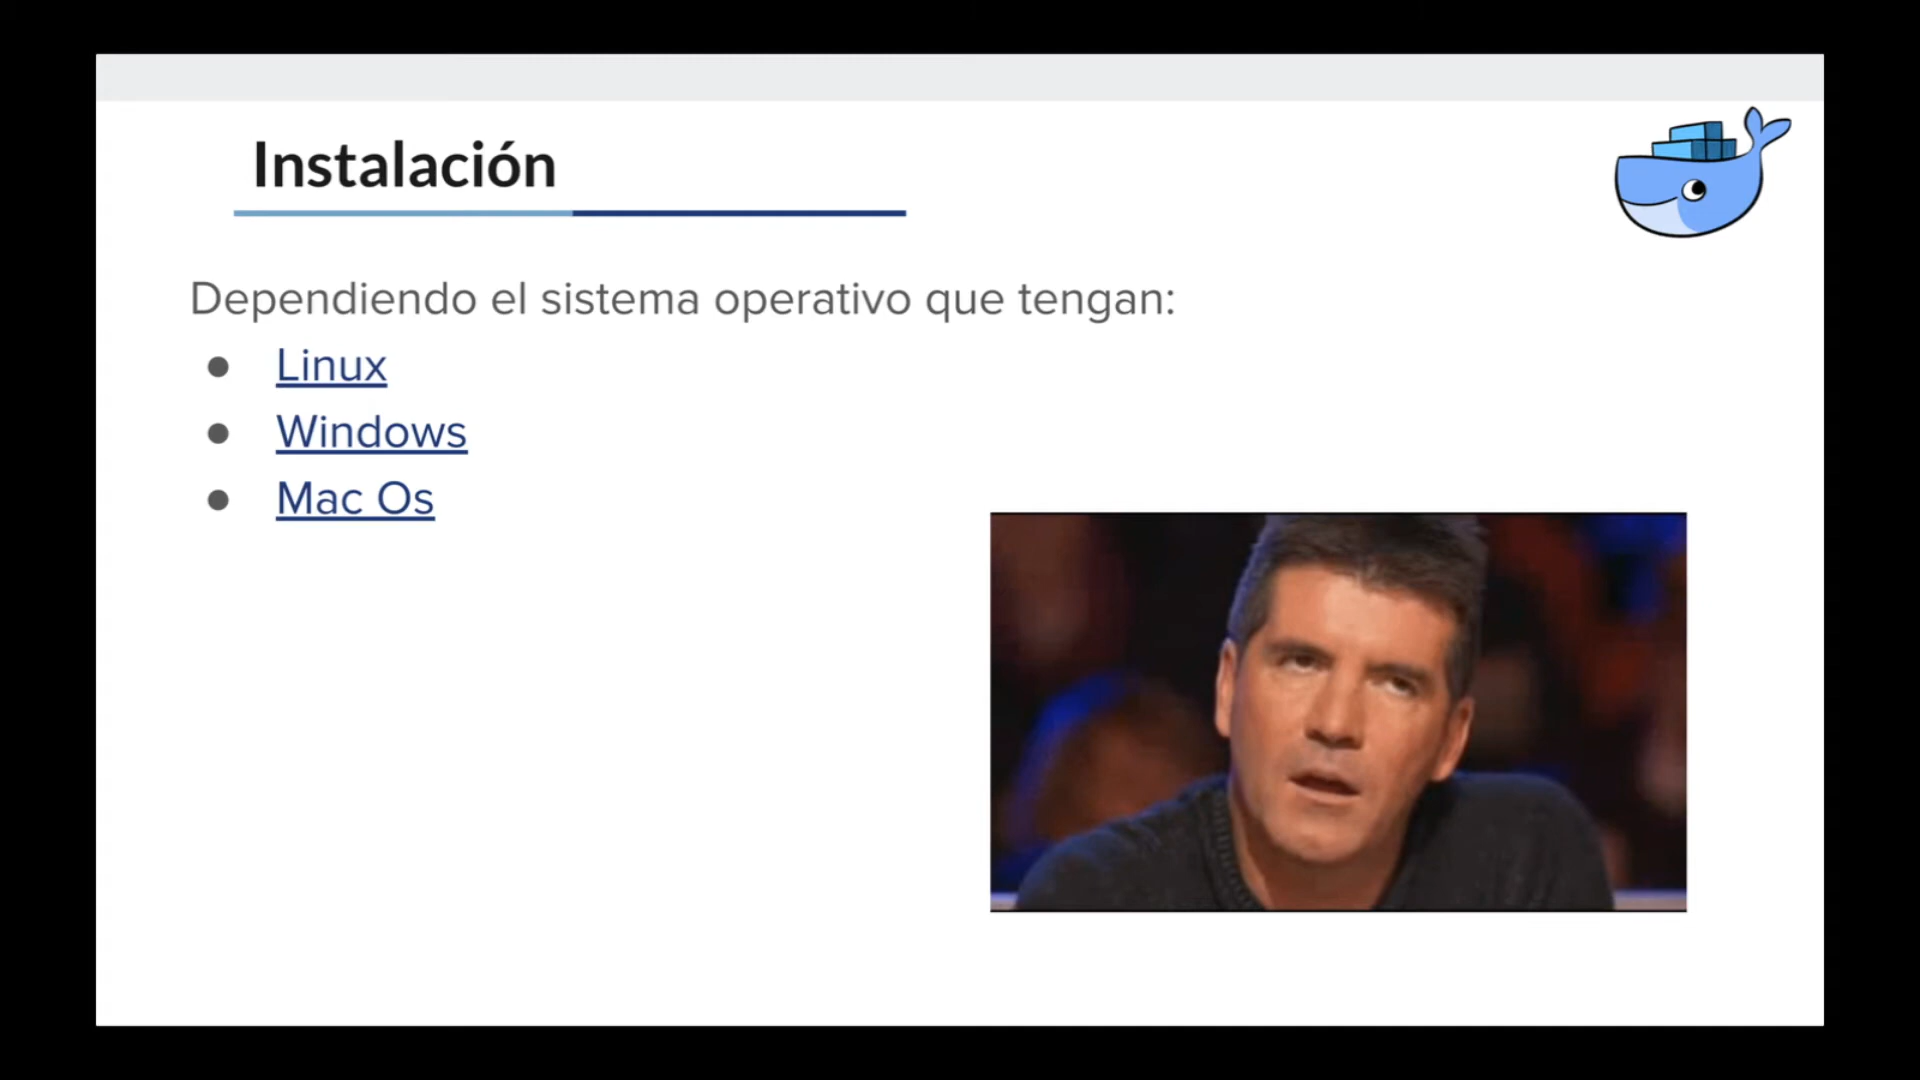 Instalación
Dependiendo el sistema operativo que tengan:
● Linux
● Windows
● Mac Os